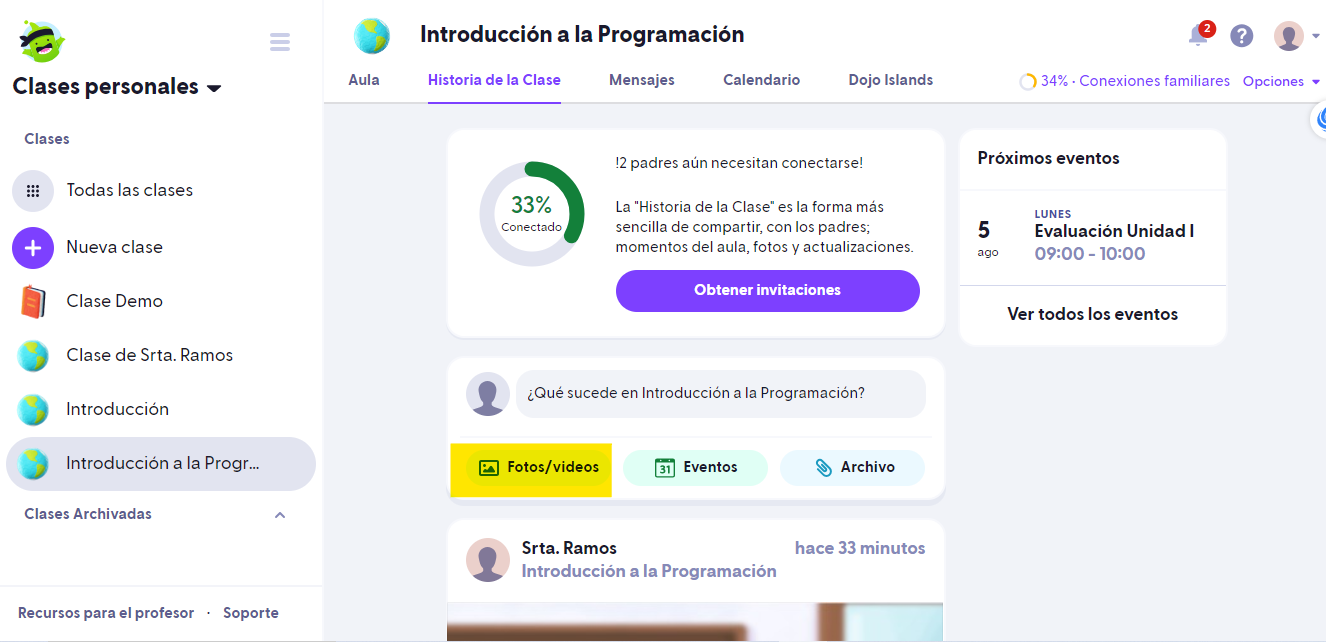 Clases personales
Clases
Todas las clases
Nueva clase
Clase Demo
Clase de Srta. Ramos
Introducción
Introducción a la Progr...
Clases Archivadas
Recursos para el profesor · Soporte
Introducción a la Programación
2
?
Aula
Historia de la Clase
Mensajes
Calendario
Dojo Islands
34% · Conexiones familiares
Opciones
33%
Conectado
!2 padres aún necesitan conectarse!
La "Historia de la Clase" es la forma más
sencilla de compartir, con los padres;
momentos del aula, fotos y actualizaciones.
Obtener invitaciones
¿Qué sucede en Introducción a la Programación?
Fotos/videos
31
Eventos
Archivo
Srta. Ramos
hace 33 minutos
Introducción a la Programación
Próximos eventos
5
ago
LUNES
Evaluación Unidad I
09:00 - 10:00
Ver todos los eventos